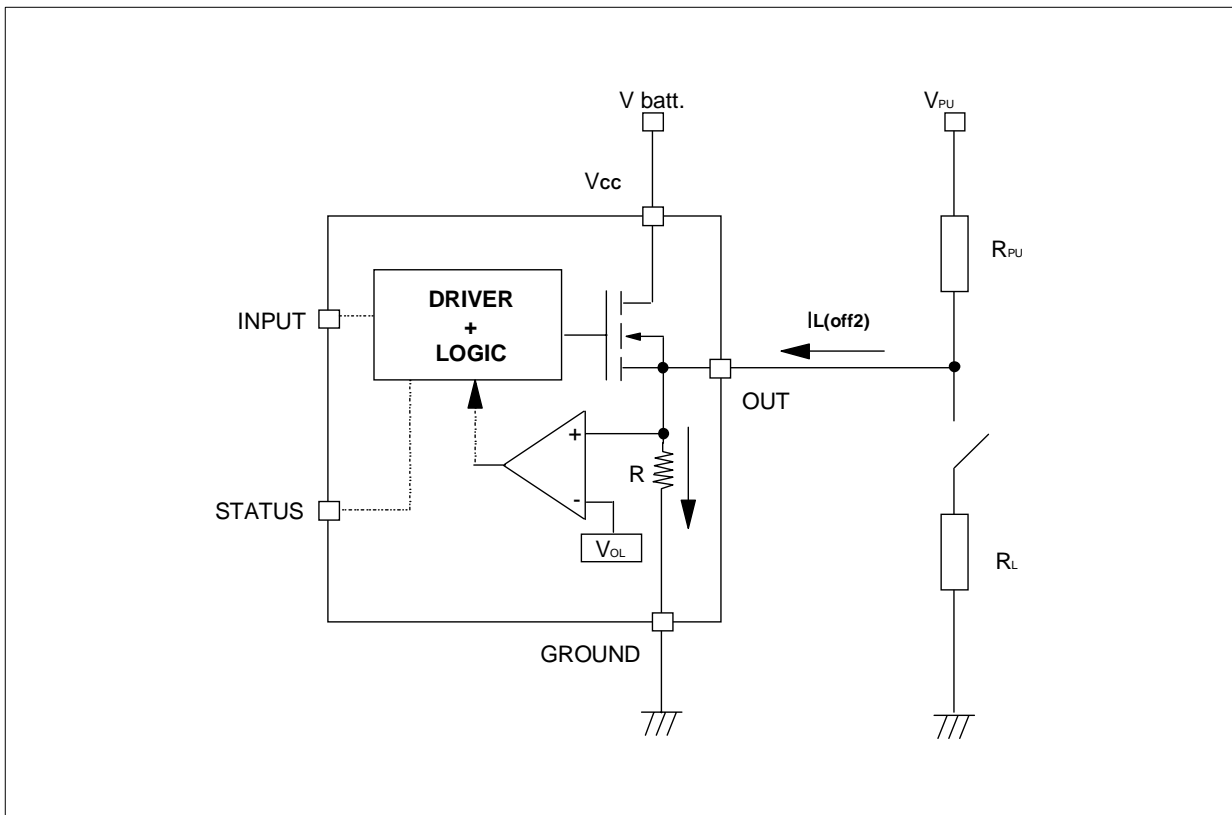 V batt.
VPU
Vcc
RPU
DRIVER
+
LOGIC
INPUT
IL(off2)
OUT
+
R
-
STATUS
VOL
RL
GROUND